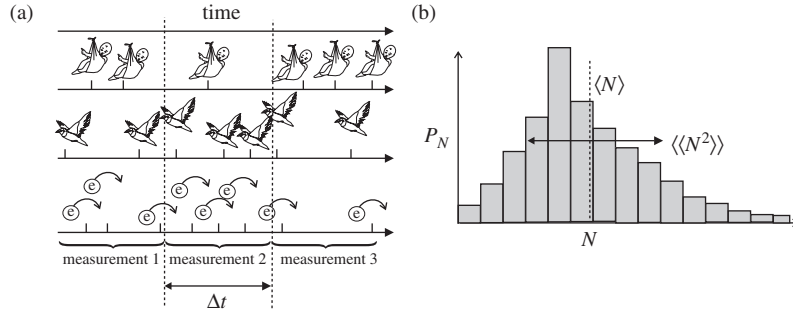 (a)
time
e
e
e
e
e
e
e
e
measurement 1
measurement 2
measurement 3
Δt
(b)
P_N
⟨N⟩
⟨⟨N²⟩⟩
N